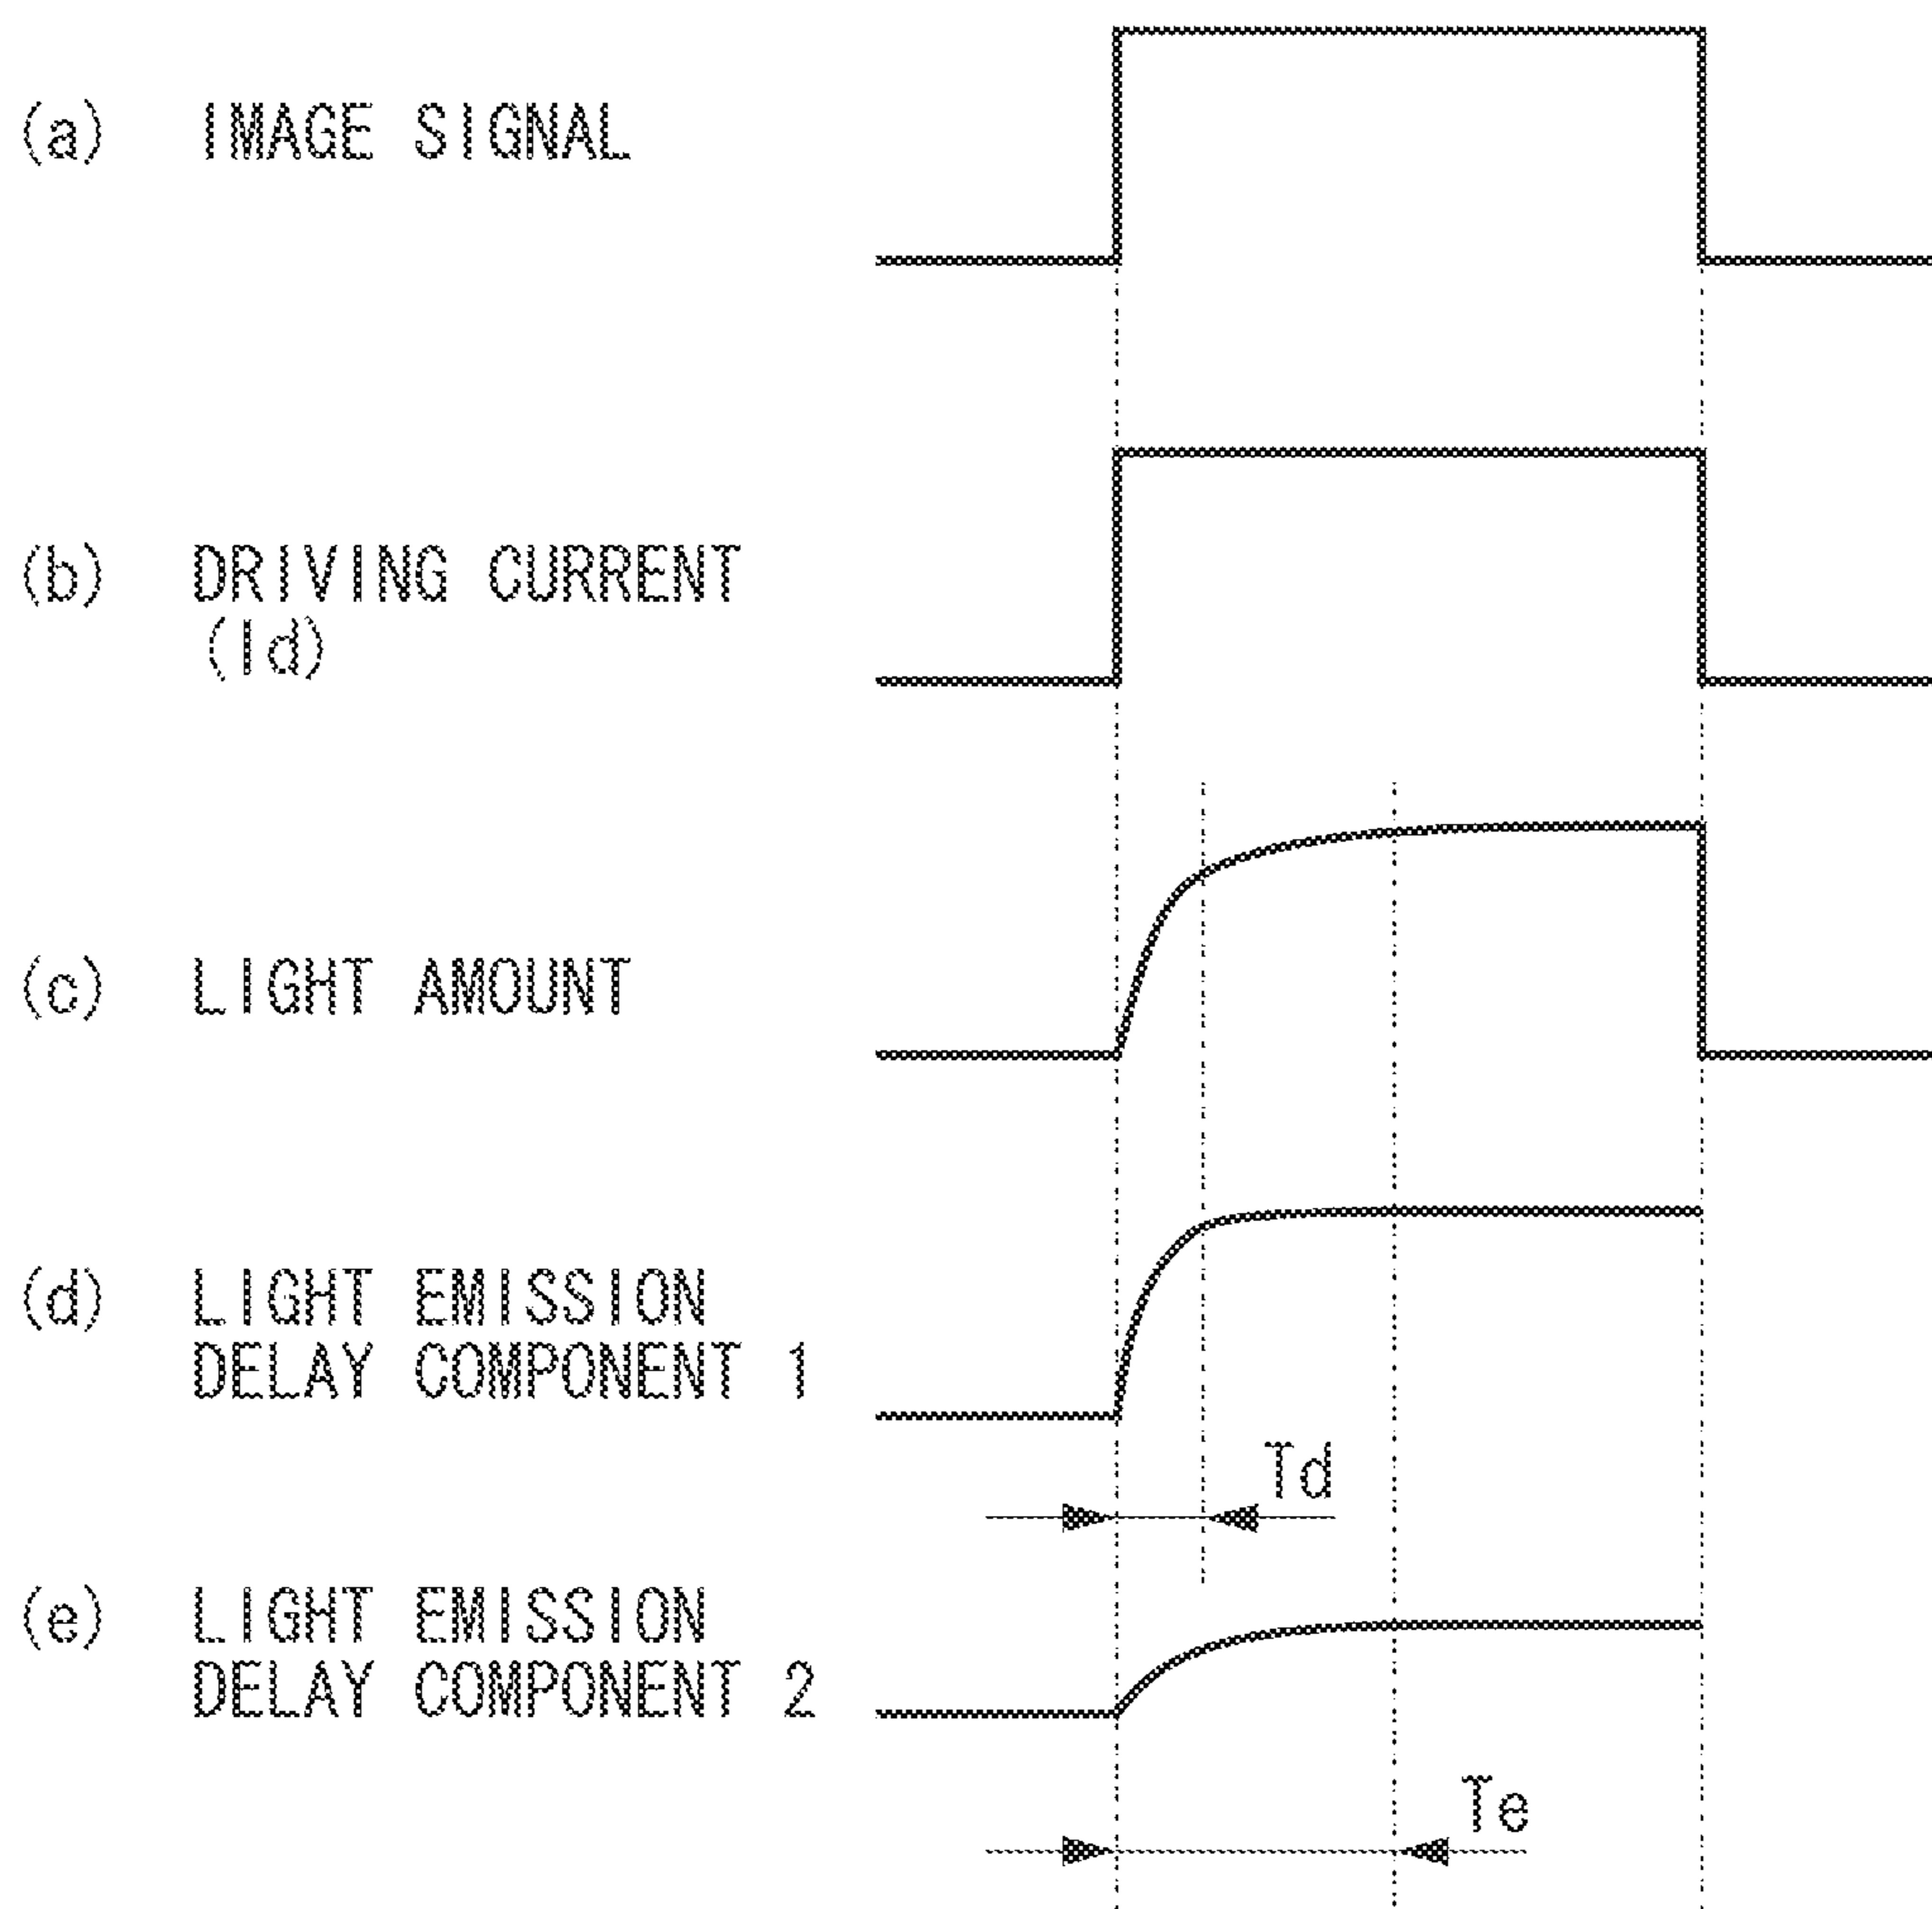 (a) IMAGE SIGNAL
(b) DRIVING CURRENT
(Id)
(c) LIGHT AMOUNT
(d) LIGHT EMISSION
DELAY COMPONENT 1
Td
(e) LIGHT EMISSION
DELAY COMPONENT 2
Te